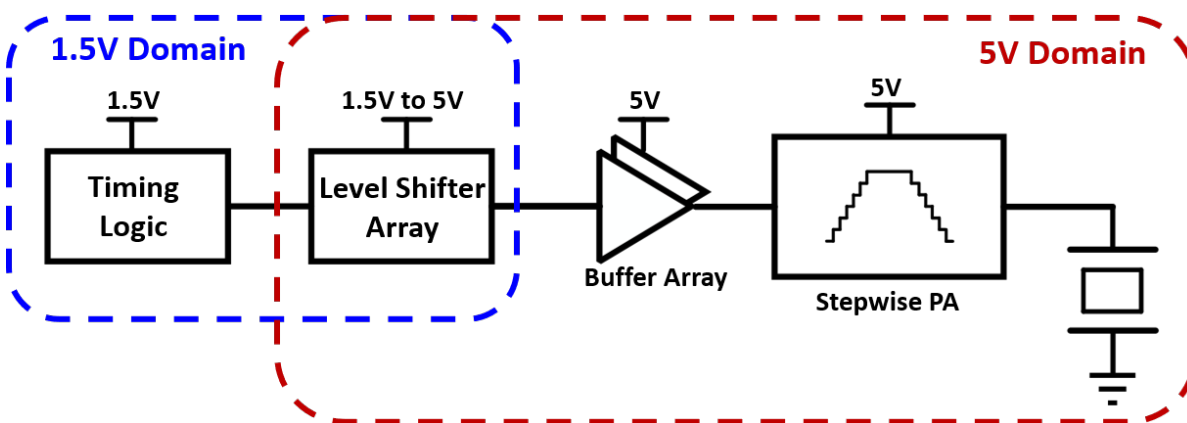 1.5V Domain
5V Domain
1.5V
1.5V to 5V
5V
5V
Timing
Logic
Level Shifter
Array
Buffer Array
Stepwise PA